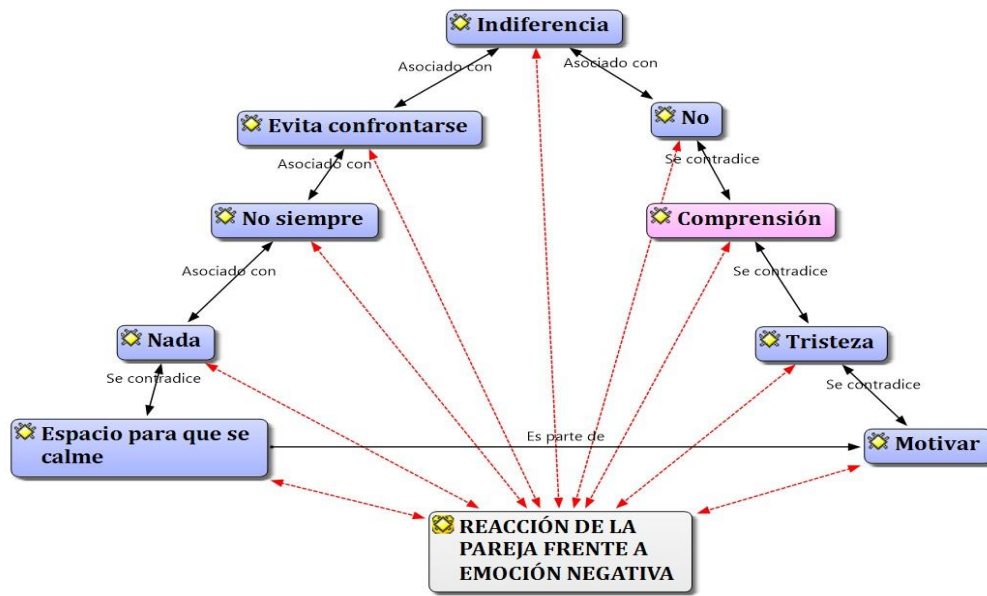 Indiferencia
Asociado con
Asociado con
Evita confrontarse
No
Asociado con
Se contradice
No siempre
Comprensión
Asociado con
Se contradice
Nada
Tristeza
Se contradice
Se contradice
Espacio para que se
calme
Es parte de
Motivar
REACCIÓN DE LA
PAREJA FRENTE A
EMOCIÓN NEGATIVA